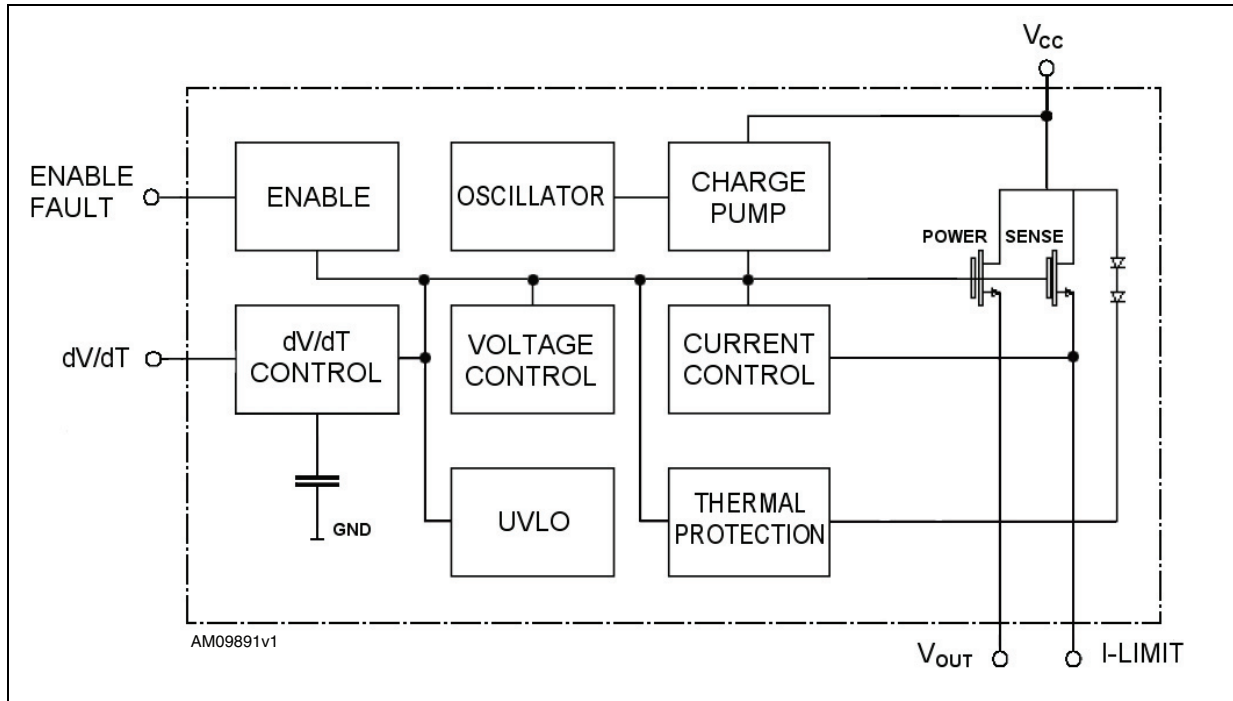 VCC
ENABLE
FAULT
ENABLE
OSCILLATOR
CHARGE
PUMP
POWER
SENSE
dV/dT
dV/dT
CONTROL
VOLTAGE
CONTROL
CURRENT
CONTROL
GND
UVLO
THERMAL
PROTECTION
AM09891v1
VOUT
I-LIMIT